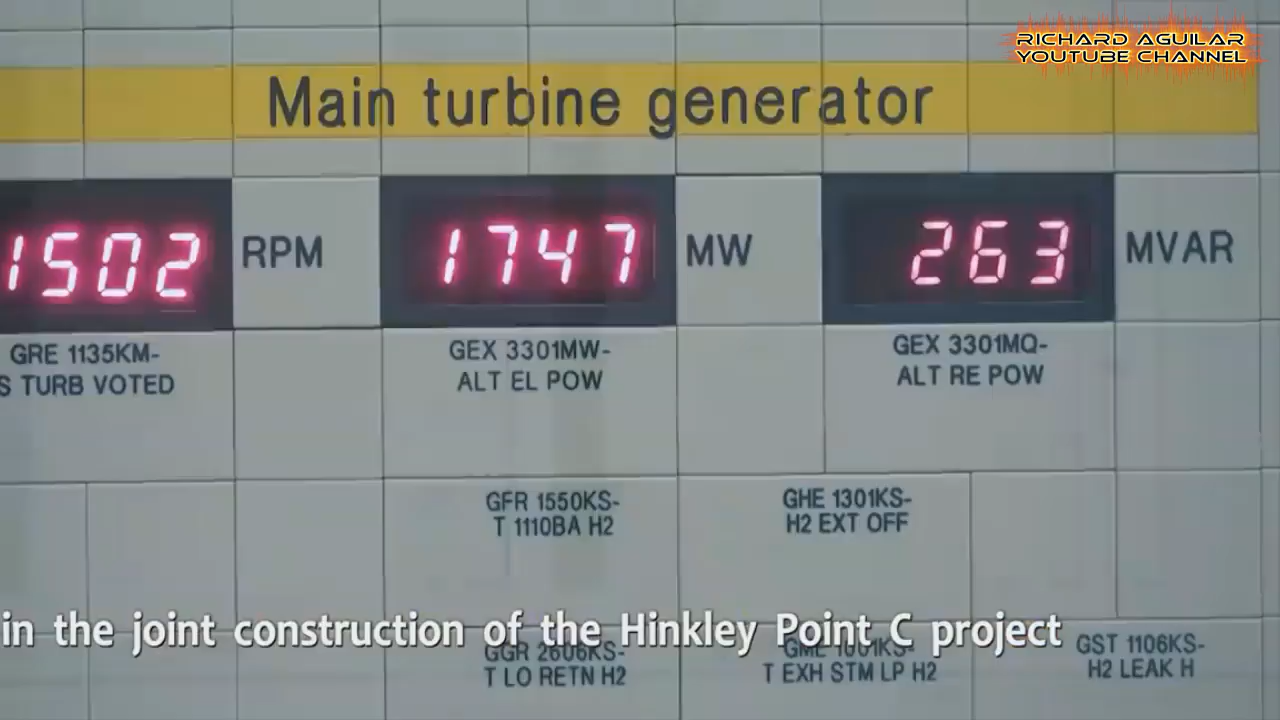 RICHARD AGUILAR
YOUTUBE CHANNEL
Main turbine generator
1502 RPM 1747 MW 263 MVAR
GRE 1135KM-
S TURB VOTED
GEX 3301MW-
ALT EL POW
GEX 3301MQ-
ALT RE POW
GFR 1550KS-
T 1110BA H2
GHE 1301KS-
H2 EXT OFF
in the joint construction of the Hinkley Point C project
GGR 2606KS-
T LO RETN H2
GME 1001KS-
T EXH STM LP H2
GST 1106KS-
H2 LEAK H